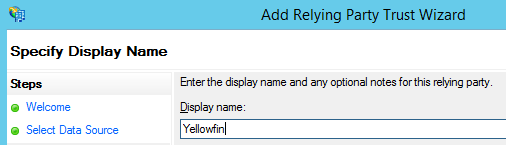 Add Relying Party Trust Wizard
Specify Display Name
Steps
Welcome
Select Data Source
Enter the display name and any optional notes for this relying party.
Display name:
Yellowfin